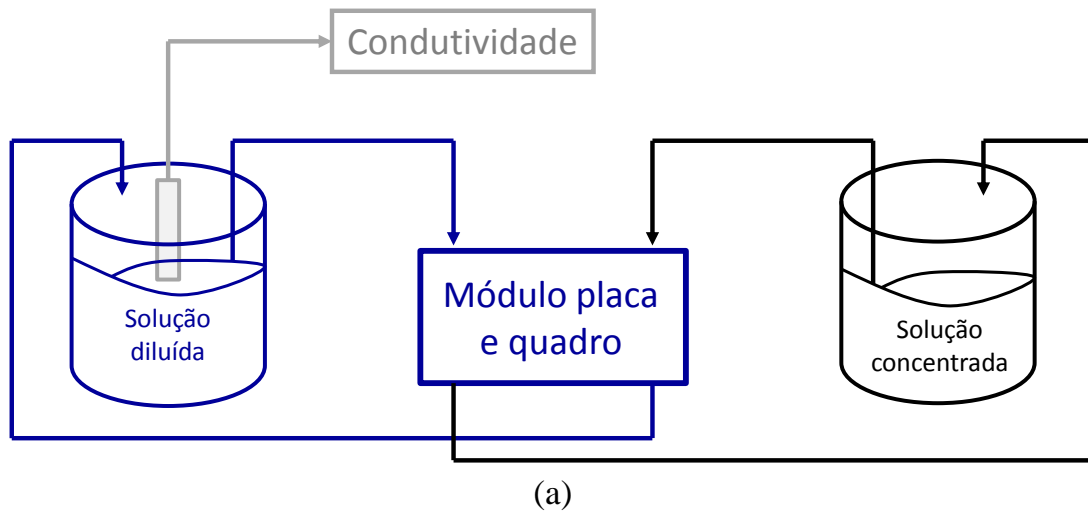 Condutividade
Solução
diluída
Módulo placa
e quadro
Solução
concentrada
(a)